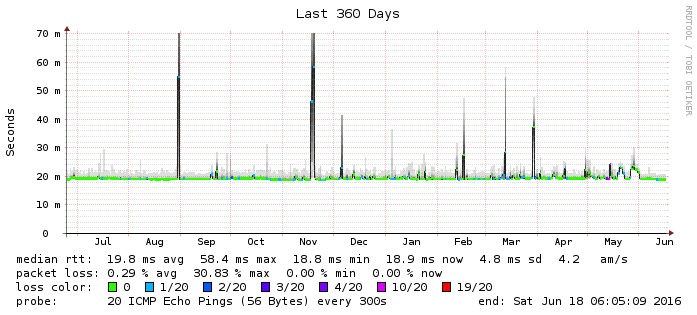 Last 360 Days
RRDTOOL / TOBI OETIKER
Seconds
70 m
60 m
50 m
40 m
30 m
20 m
10 m
0
Jul Aug Sep Oct Nov Dec Jan Feb Mar Apr May Jun
median rtt: 19.8 ms avg 58.4 ms max 18.8 ms min 18.9 ms now 4.8 ms sd 4.2 am/s
packet loss: 0.29 % avg 30.83 % max 0.00 % min 0.00 % now
loss color: 0 1/20 2/20 3/20 4/20 10/20 19/20
probe: 20 ICMP Echo Pings (56 Bytes) every 300s end: Sat Jun 18 06:05:09 2016